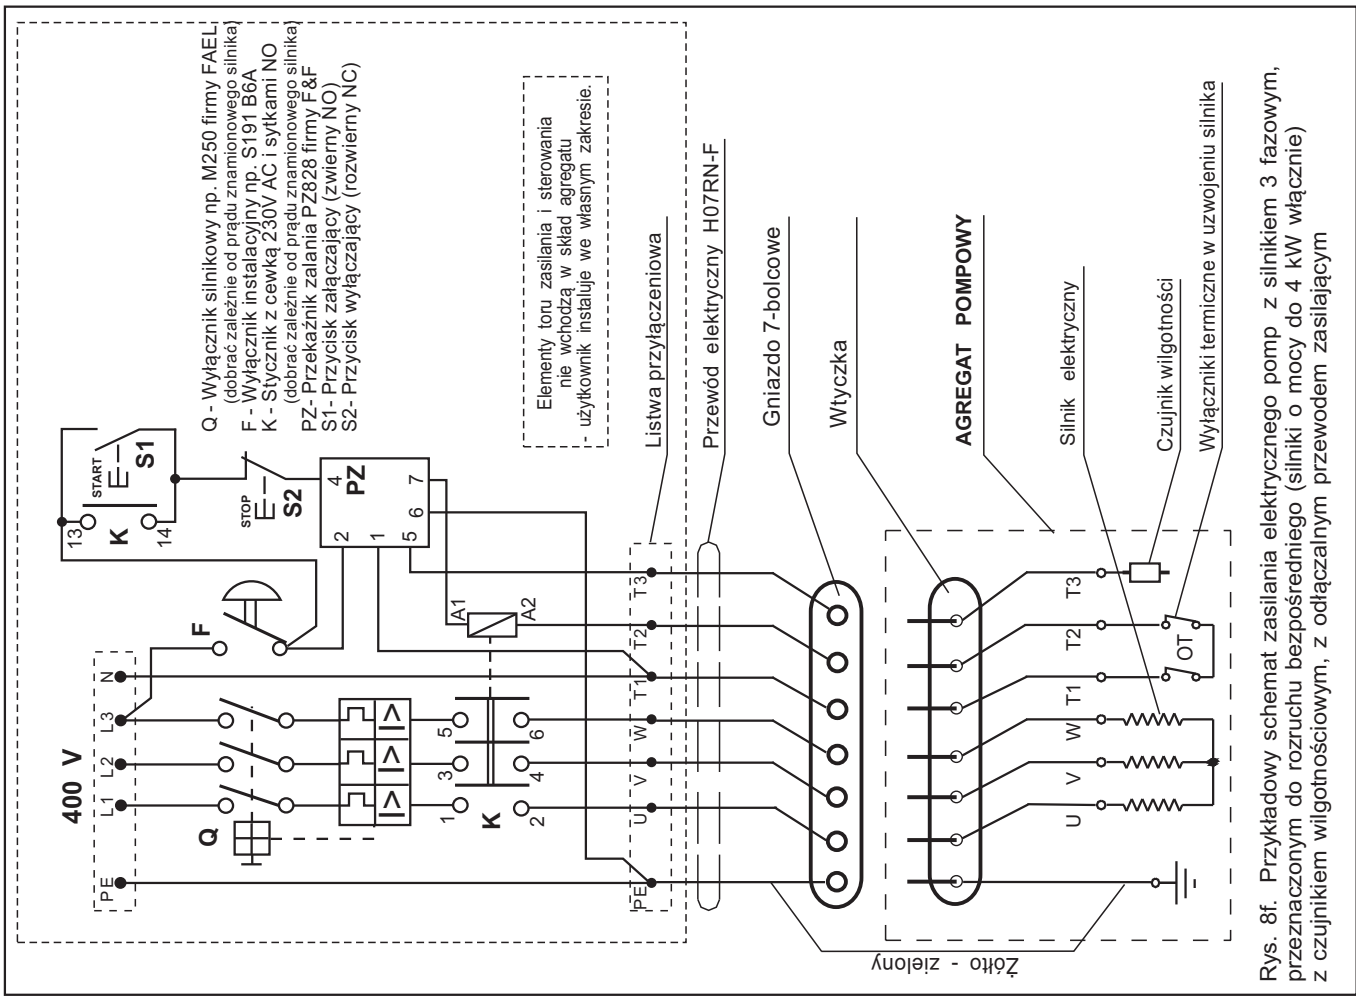 400 V
PE
L1
L2
L3
N
Q
F
K
13
14
START
S1
STOP
S2
PZ
4
2
1
5
6
7
A1
A2
1
3
5
2
4
6
K
PE
U
V
W
T1
T2
T3
Q - Wyłącznik silnikowy np. M250 firmy FAEL
(dobrać zależnie od prądu znamionowego silnika)
F - Wyłącznik instalacyjny np. S191 B6A
K - Stycznik z cewką 230V AC i sytkami NO
(dobrać zależnie od prądu znamionowego silnika)
PZ- Przekaźnik zalania PZ828 firmy F&F
S1- Przycisk załączający (zwierny NO)
S2- Przycisk wyłączający (rozwierny NC)
Elementy toru zasilania i sterowania
nie wchodzą w skład agregatu
- użytkownik instaluje we własnym zakresie.
Listwa przyłączeniowa
Przewód elektryczny H07RN-F
Gniazdo 7-bolcowe
Wtyczka
AGREGAT POMPOWY
Silnik elektryczny
Czujnik wilgotności
Wyłączniki termiczne w uzwojeniu silnika
Żółto - zielony
U
V
W
T1
T2
T3
OT
Rys. 8f. Przykładowy schemat zasilania elektrycznego pomp z silnikiem 3 fazowym,
przeznaczonym do rozruchu bezpośredniego (silniki o mocy do 4 kW włącznie)
z czujnikiem wilgotnościowym, z odłączalnym przewodem zasilającym